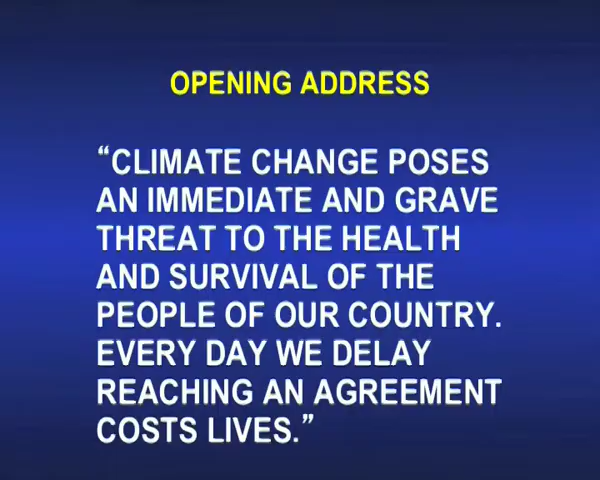 OPENING ADDRESS
“CLIMATE CHANGE POSES
AN IMMEDIATE AND GRAVE
THREAT TO THE HEALTH
AND SURVIVAL OF THE
PEOPLE OF OUR COUNTRY.
EVERY DAY WE DELAY
REACHING AN AGREEMENT
COSTS LIVES.”